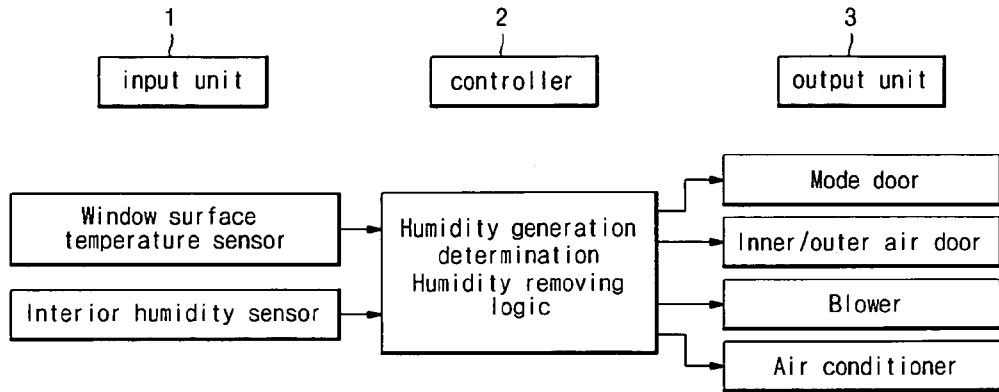 1
2
3
input unit
controller
output unit
Window surface
temperature sensor
Interior humidity sensor
Humidity generation
determination
Humidity removing
logic
Mode door
Inner/outer air door
Blower
Air conditioner